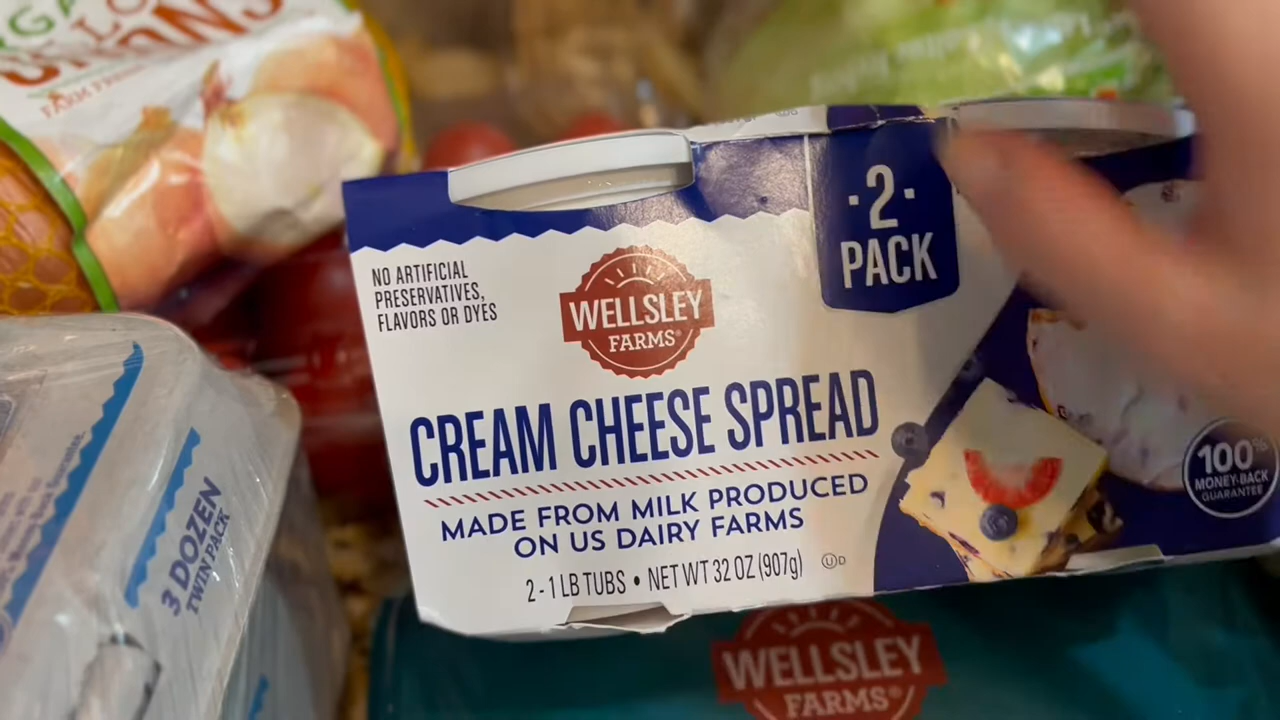 NO ARTIFICIAL
PRESERVATIVES,
FLAVORS OR DYES
WELLSLEY
FARMS®
·2·
PACK
CREAM CHEESE SPREAD
MADE FROM MILK PRODUCED
ON US DAIRY FARMS
2-1 LB TUBS • NET WT 32 OZ (907g)
UD
100%
MONEY-BACK
GUARANTEE
3 DOZEN
TWIN PACK
WELLSLEY
FARMS®